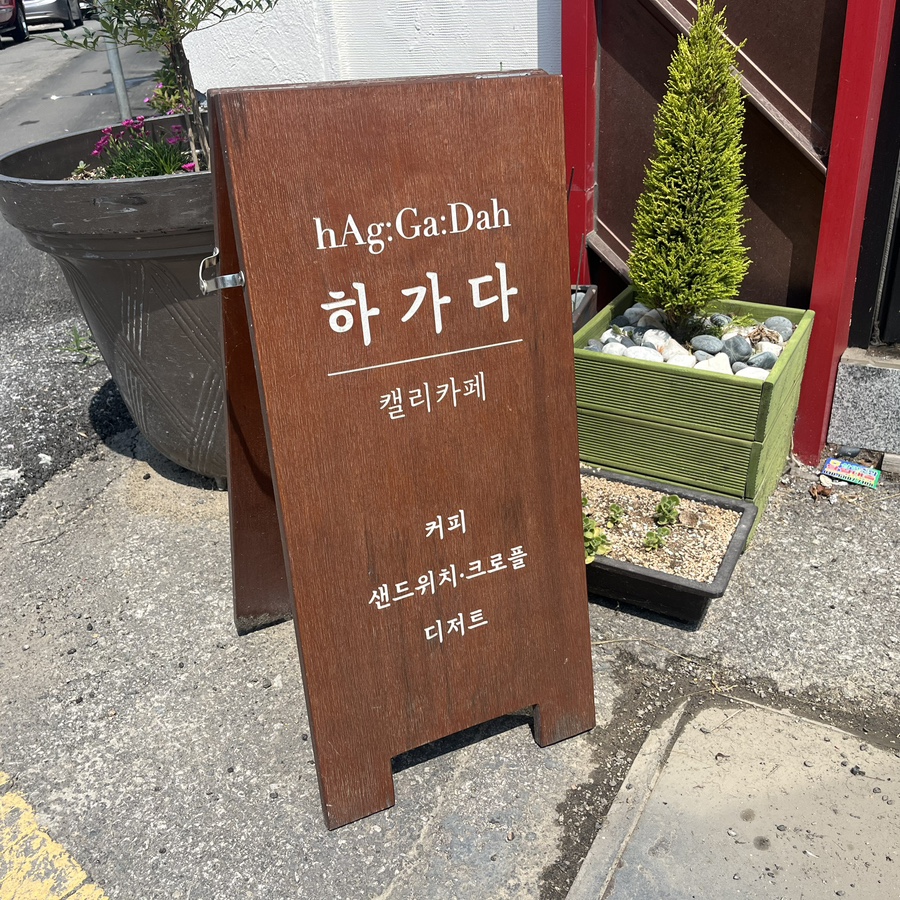 hAg:Ga:Dah
하가다
캘리카페
커피
샌드위치·크로플
디저트